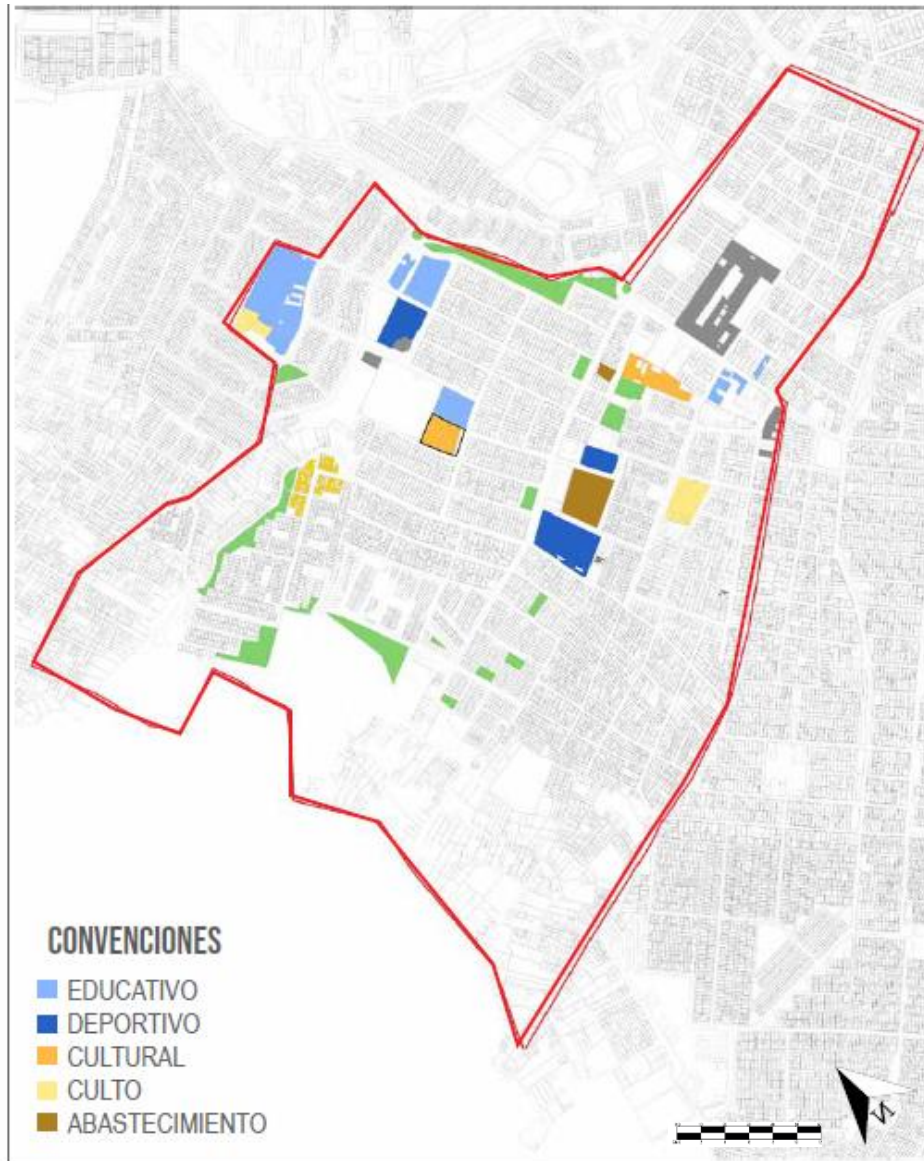 CONVENCIONES
EDUCATIVO
DEPORTIVO
CULTURAL
CULTO
ABASTECIMIENTO
N